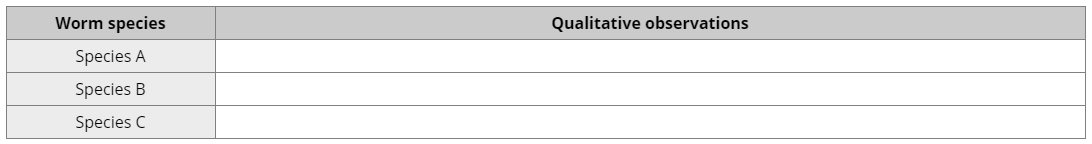 Worm species Qualitative observations
Species A
Species B
Species C